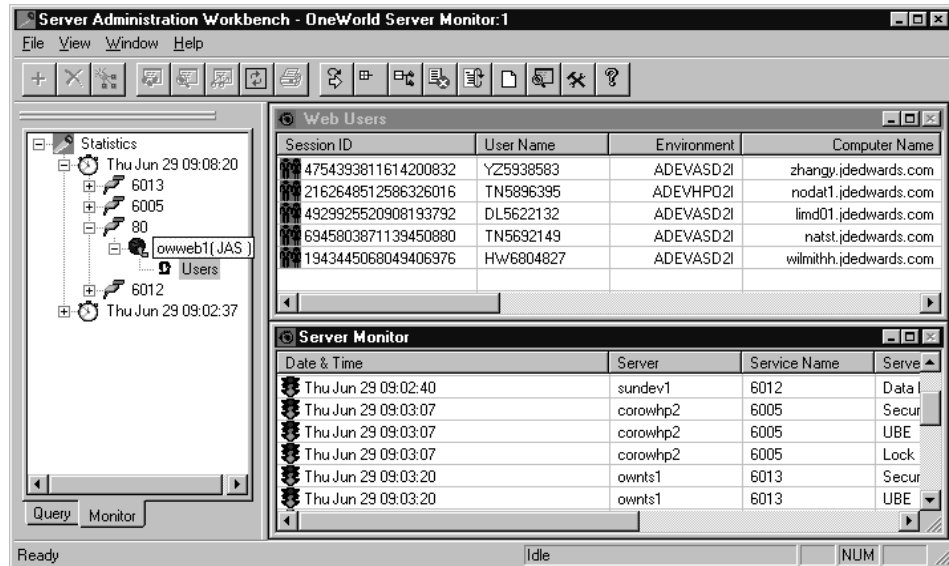 Server Administration Workbench - OneWorld Server Monitor:1
File View Window Help
Statistics
Thu Jun 29 09:08:20
6013
6005
80
owweb1( JAS )
Users
6012
Thu Jun 29 09:02:37
Query Monitor
Web Users
Session ID User Name Environment Computer Name
4754393811614200832 YZ5938583 ADEVASD2I zhangy.jdedwards.com
2162648512586326016 TN5896395 ADEVHPO2I nodat1.jdedwards.com
4929925520908193792 DL5622132 ADEVASD2I limd01.jdedwards.com
6945803871139450880 TN5692149 ADEVASD2I natst.jdedwards.com
1943445068049406976 HW6804827 ADEVASD2I wilmithh.jdedwards.com
Server Monitor
Date & Time Server Service Name Serve
Thu Jun 29 09:02:40 sundev1 6012 Data
Thu Jun 29 09:03:07 corowhp2 6005 Secur
Thu Jun 29 09:03:07 corowhp2 6005 UBE
Thu Jun 29 09:03:07 corowhp2 6005 Lock
Thu Jun 29 09:03:20 ownts1 6013 Secur
Thu Jun 29 09:03:20 ownts1 6013 UBE
Ready Idle NUM